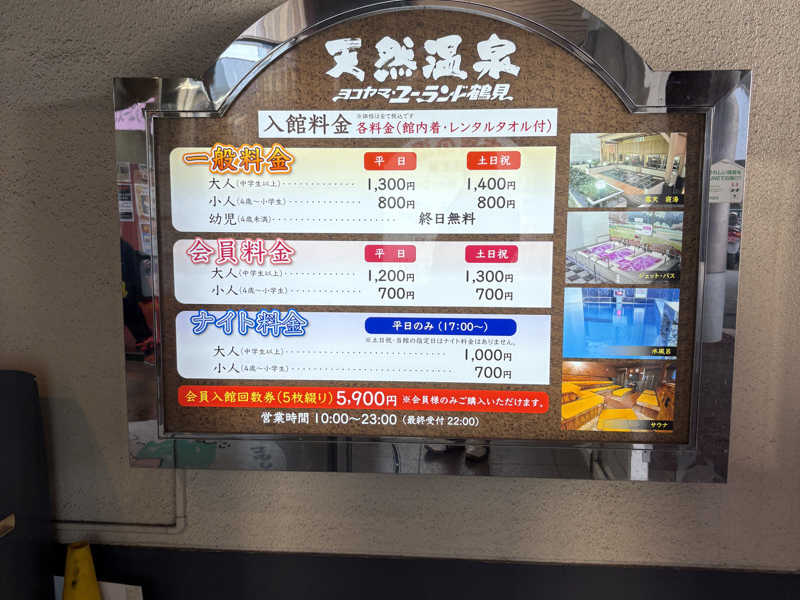 天然温泉
ヨコヤマ・ユーランド鶴見
入館料金 ※価格は全て税込です 各料金(館内着・レンタルタオル付)
一般料金 平日 土日祝
大人(中学生以上)・・・・・・・・・・・・ 1,300円 1,400円
小人(4歳〜小学生)・・・・・・・・・・・ 800円 800円
幼児(4歳未満)・・・・・・・・・・・・・・・・・・ 終日無料
会員料金 平日 土日祝
大人(中学生以上)・・・・・・・・・・・・ 1,200円 1,300円
小人(4歳〜小学生)・・・・・・・・・・・ 700円 700円
ナイト料金 平日のみ(17:00〜)
※土日祝・当館の指定日はナイト料金はありません。
大人(中学生以上)・・・・・・・・・・・・・・・・・・・・・・・・ 1,000円
小人(4歳〜小学生)・・・・・・・・・・・・・・・・・・・・・・・ 700円
会員入館回数券(5枚綴り) 5,900円 ※会員様のみご購入いただけます。
営業時間 10:00〜23:00 (最終受付 22:00)
露天 寝湯
ジェット・バス
水風呂
サウナ